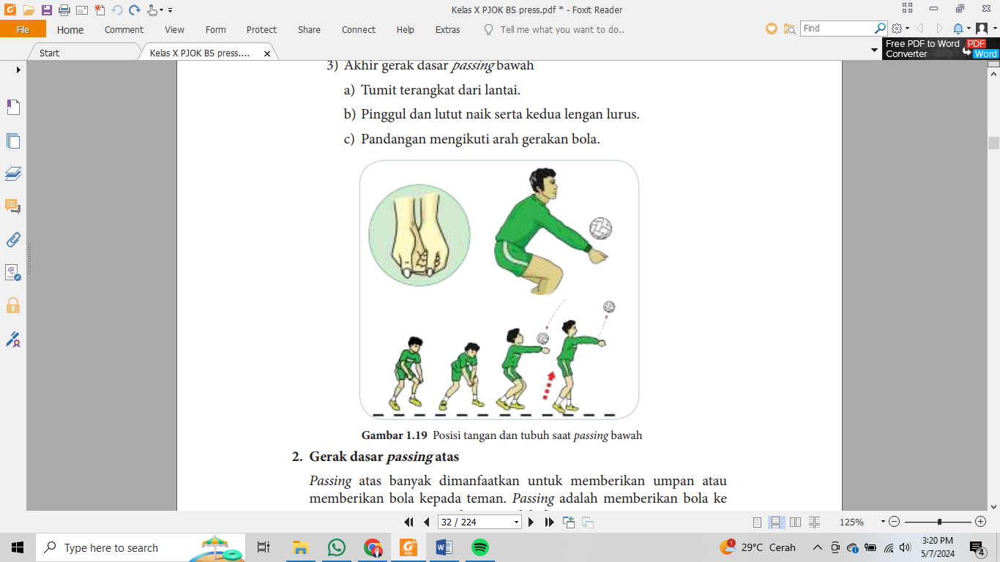 Kelas X PJOK BS press.pdf * - Foxit Reader
File Home Comment View Form Protect Share Connect Help Extras Tell me what you want to do.. Find
Start Kelas X PJOK BS press.... × Free PDF to Word Converter PDF Word
3) Akhir gerak dasar passing bawah
a) Tumit terangkat dari lantai.
b) Pinggul dan lutut naik serta kedua lengan lurus.
c) Pandangan mengikuti arah gerakan bola.
Gambar 1.19 Posisi tangan dan tubuh saat passing bawah
2. Gerak dasar passing atas
Passing atas banyak dimanfaatkan untuk memberikan umpan atau
memberikan bola kepada teman. Passing adalah memberikan bola ke
32 / 224 125%
Type here to search 29°C Cerah 3:20 PM
5/7/2024 4